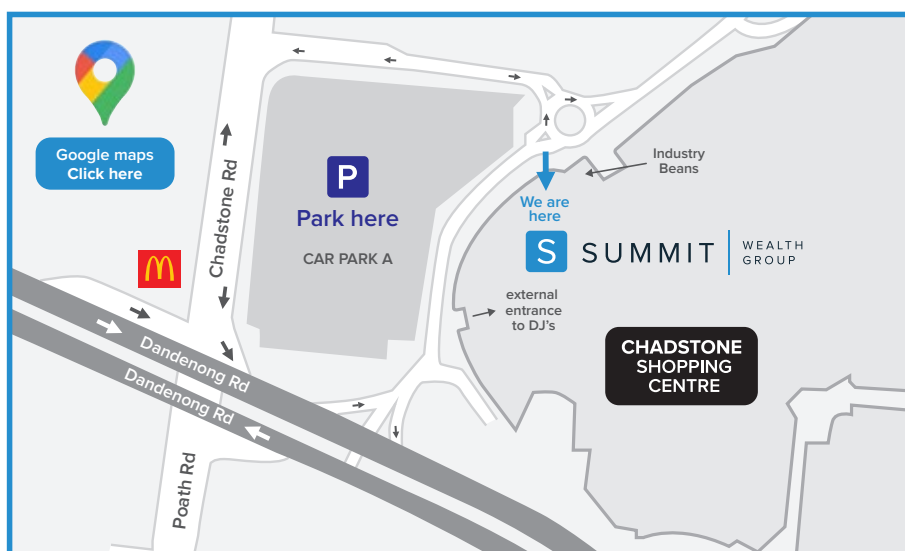 Google maps
Click here
Chadstone Rd
P
Park here
CAR PARK A
Industry
Beans
We are
here
S SUMMIT
WEALTH
GROUP
external
entrance
to DJ's
CHADSTONE
SHOPPING
CENTRE
Dandenong Rd
Dandenong Rd
Poath Rd